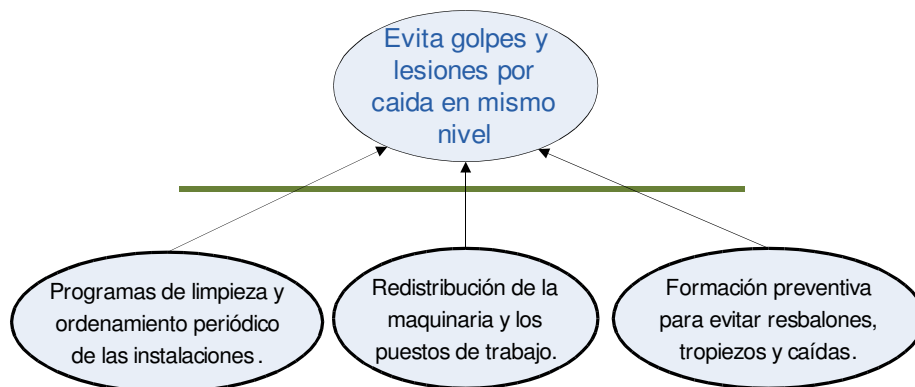 Evita golpes y
lesiones por
caida en mismo
nivel
Programas de limpieza y
ordenamiento periódico
de las instalaciones.
Redistribución de la
maquinaria y los
puestos de trabajo.
Formación preventiva
para evitar resbalones,
tropiezos y caídas.